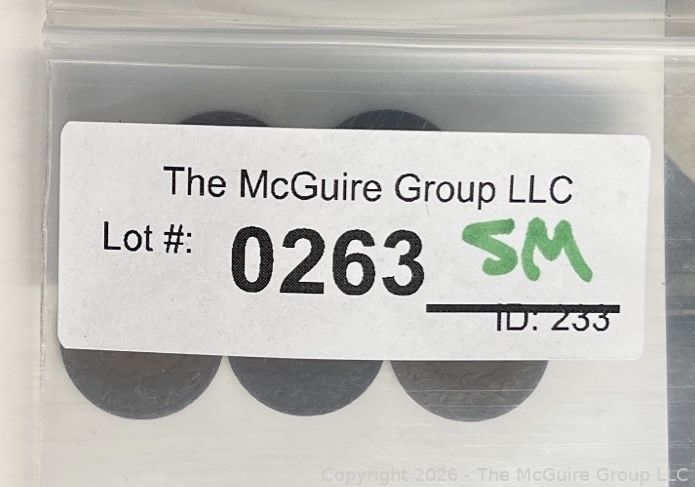 The McGuire Group LLC
Lot #: 0263 SM
ID: 233
Copyright 2026 - The McGuire Group LLC